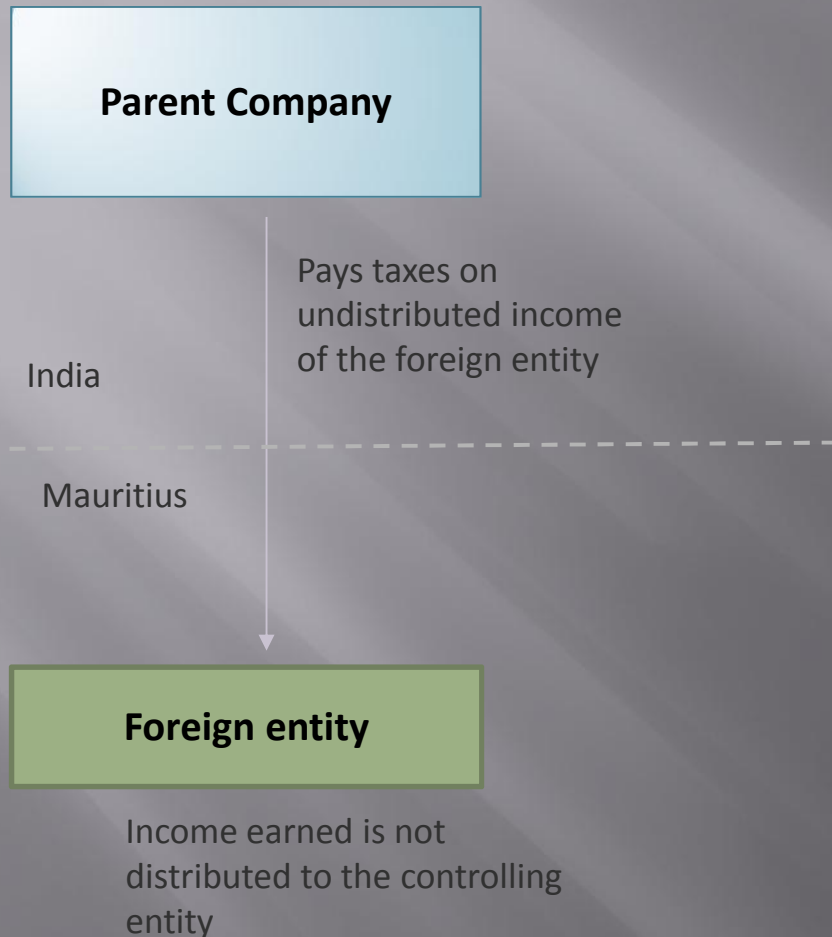 Parent Company
Pays taxes on
undistributed income
of the foreign entity
India
Mauritius
Foreign entity
Income earned is not
distributed to the controlling
entity